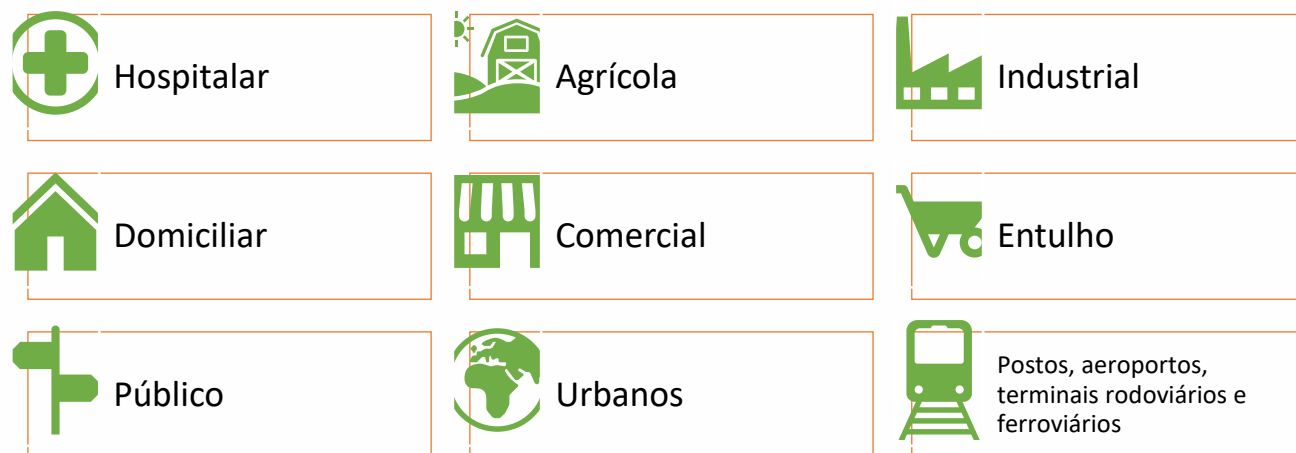 Hospitalar
Agrícola
Industrial
Domiciliar
Comercial
Entulho
Público
Urbanos
Postos, aeroportos,
terminais rodoviários e
ferroviários